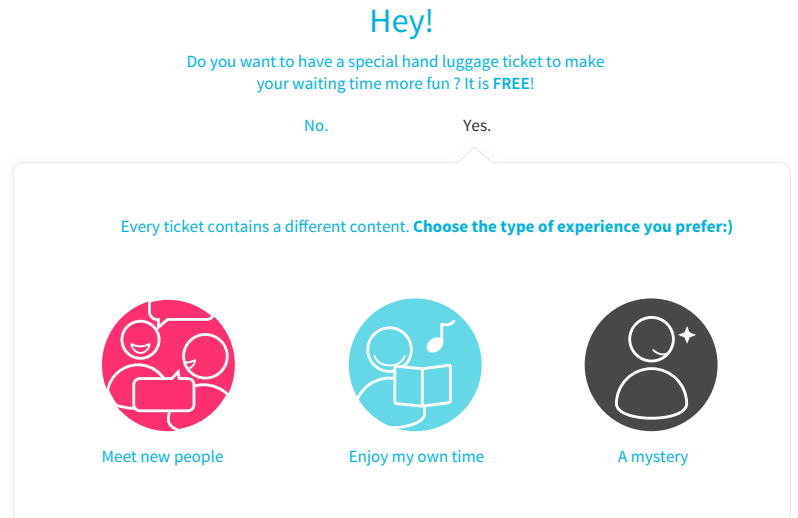 Hey!
Do you want to have a special hand luggage ticket to make
your waiting time more fun ? It is FREE!
No.
Yes.
Every ticket contains a different content. Choose the type of experience you prefer:)
Meet new people
Enjoy my own time
A mystery